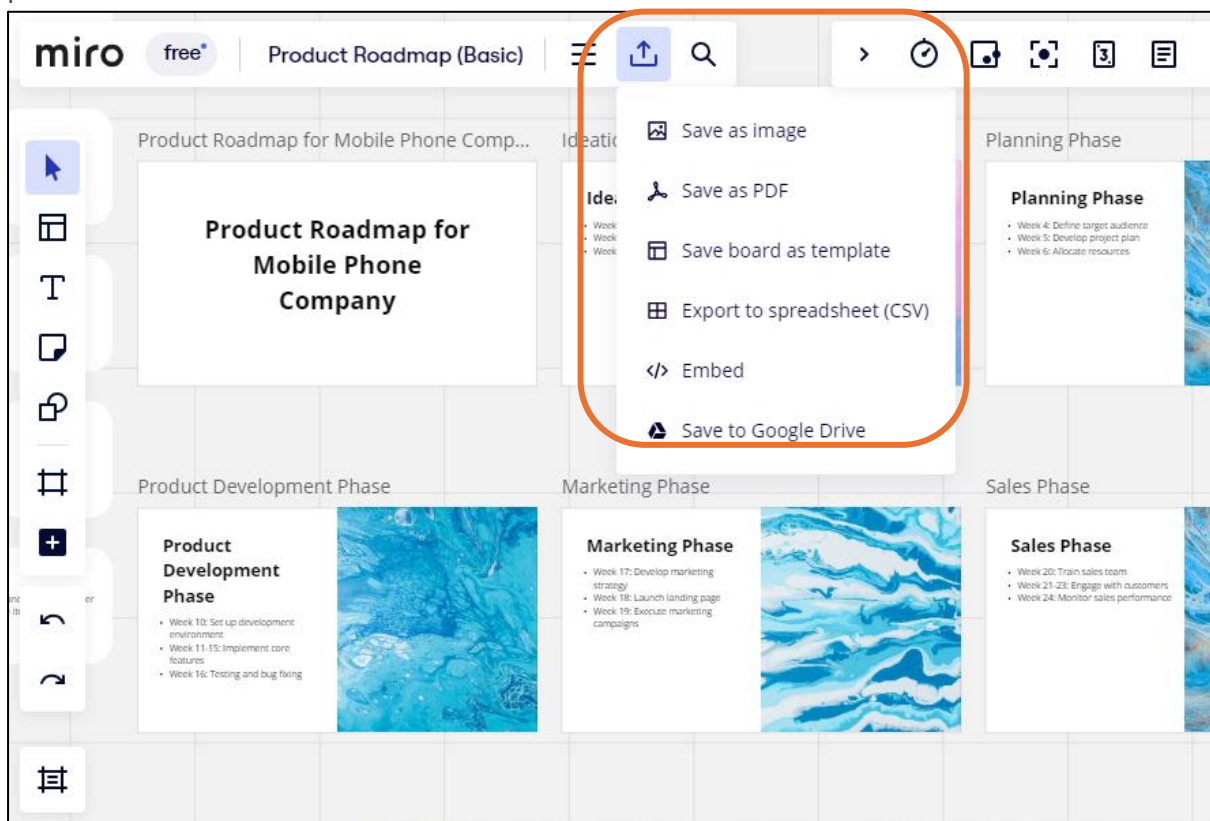 miro free Product Roadmap (Basic)
Product Roadmap for Mobile Phone Comp...
Product Roadmap for
Mobile Phone
Company
Save as image
Save as PDF
Save board as template
Export to spreadsheet (CSV)
Embed
Save to Google Drive
Week
Week
Week
Planning Phase
Planning Phase
• Week 4: Define target audience
• Week 5: Develop project plan
• Week 6: Allocate resources
Product Development Phase
Product
Development
Phase
• Week 10: Set up development
environment
• Week 11-15: Implement core
features
• Week 16: Testing and bug fixing
Marketing Phase
Marketing Phase
• Week 17: Develop marketing
strategy
• Week 18: Launch landing page
• Week 19: Execute marketing
campaigns
Sales Phase
Sales Phase
• Week 20: Train sales team
• Week 21-23: Engage with customers
• Week 24: Monitor sales performance